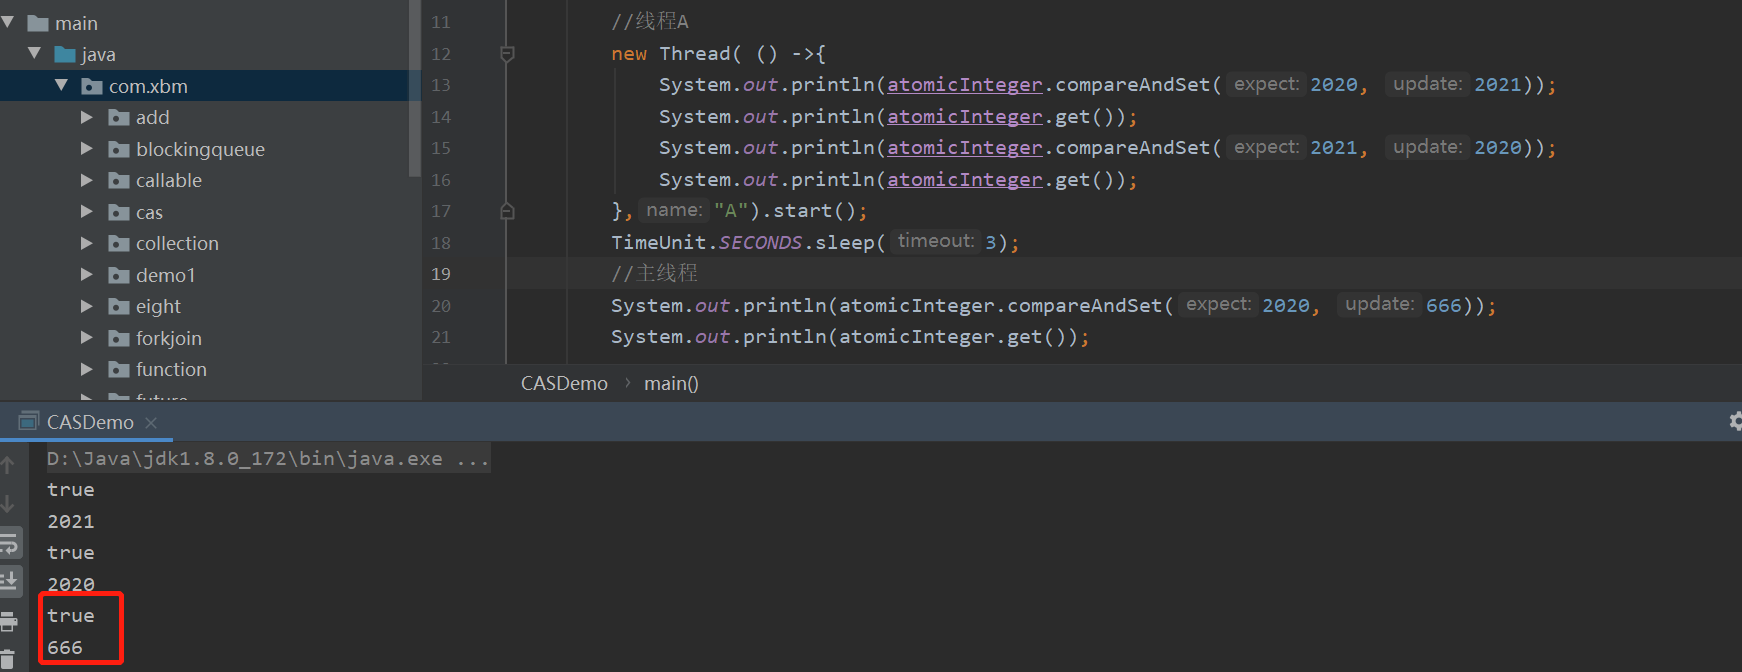 main
java
com.xbm
add
blockingqueue
callable
cas
collection
demo1
eight
forkjoin
function
future
11 //线程A
12 new Thread( () ->{
13 System.out.println(atomicInteger.compareAndSet( expect: 2020, update: 2021));
14 System.out.println(atomicInteger.get());
15 System.out.println(atomicInteger.compareAndSet( expect: 2021, update: 2020));
16 System.out.println(atomicInteger.get());
17 }, name: "A").start();
18 TimeUnit.SECONDS.sleep( timeout: 3);
19 //主线程
20 System.out.println(atomicInteger.compareAndSet( expect: 2020, update: 666));
21 System.out.println(atomicInteger.get());
CASDemo › main()
CASDemo ×
D:\Java\jdk1.8.0_172\bin\java.exe ...
true
2021
true
2020
true
666